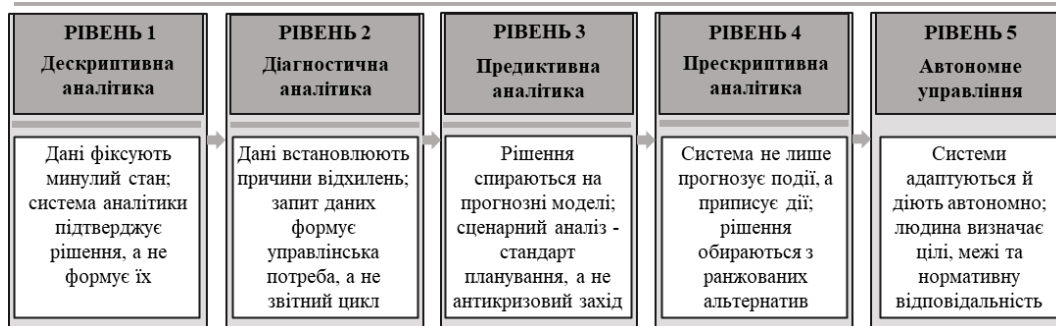 РІВЕНЬ 1
Дескриптивна
аналітика
Дані фіксують
минулий стан;
система аналітики
підтверджує
рішення, а не
формує їх
РІВЕНЬ 2
Діагностична
аналітика
Дані встановлюють
причини відхилень;
запит даних
формує
управлінська
потреба, а не
звітний цикл
РІВЕНЬ 3
Предиктивна
аналітика
Рішення
спираються на
прогнозні моделі;
сценарний аналіз -
стандарт
планування, а не
антикризовий захід
РІВЕНЬ 4
Прескриптивна
аналітика
Система не лише
прогнозує події, а
приписує дії;
рішення
обираються з
ранжованих
альтернатив
РІВЕНЬ 5
Автономне
управління
Системи
адаптуються й
діють автономно;
людина визначає
цілі, межі та
нормативну
відповідальність